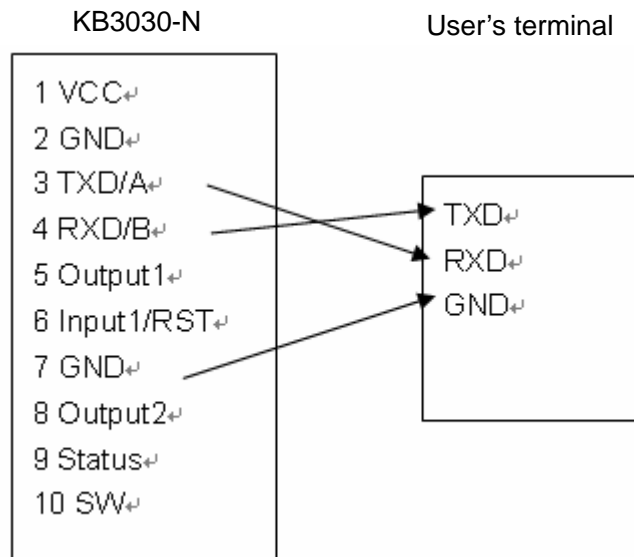 KB3030-N
User's terminal
1 VCC↵
2 GND↵
3 TXD/A↵
4 RXD/B↵
5 Output1↵
6 Input1/RST↵
7 GND↵
8 Output2↵
9 Status↵
10 SW↵
TXD↵
RXD↵
GND↵